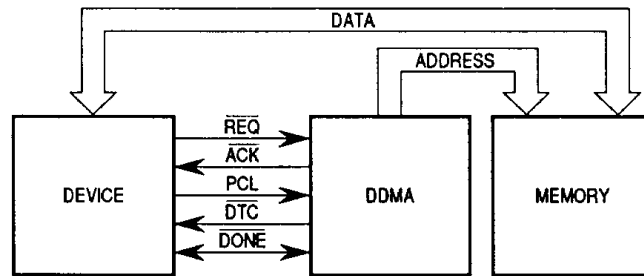 DATA
ADDRESS
REQ
ACK
DEVICE
PCL
DDMA
MEMORY
DTC
DONE